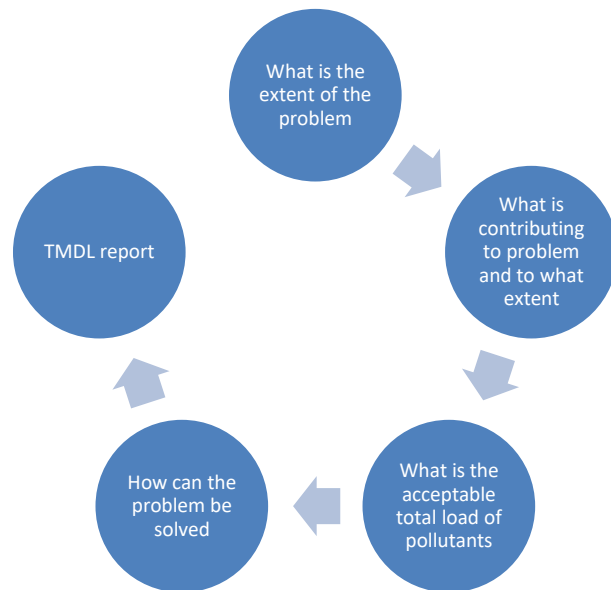 What is the
extent of the
problem
What is
contributing
to problem
and to what
extent
What is the
acceptable
total load of
pollutants
How can the
problem be
solved
TMDL report